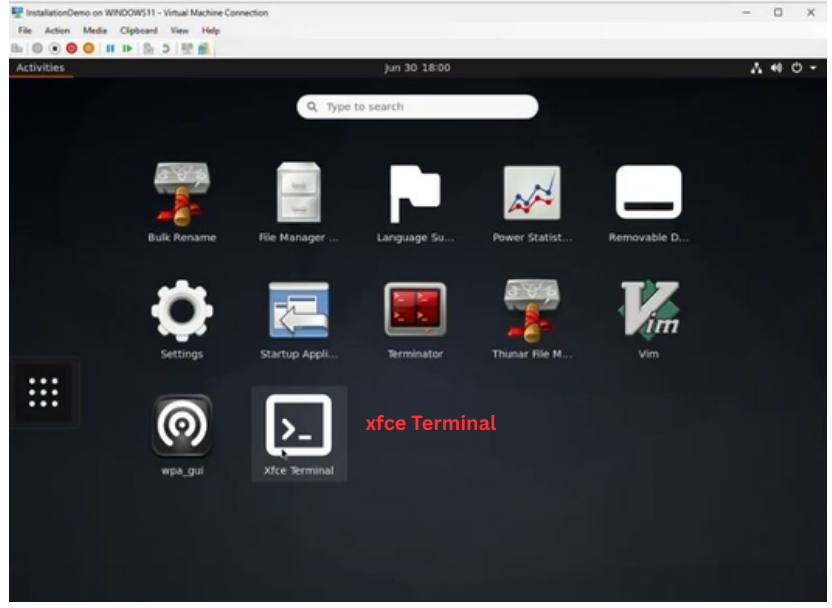 InstallationDemo on WINDOWS11 - Virtual Machine Connection
File Action Media Clipboard View Help
Activities
Jun 30 18:00
Type to search
Bulk Rename
File Manager ...
Language Su...
Power Statist...
Removable D...
Settings
Startup Appli...
Terminator
Thunar File M...
Vim
Vim
wpa_gui
Xfce Terminal
xfce Terminal